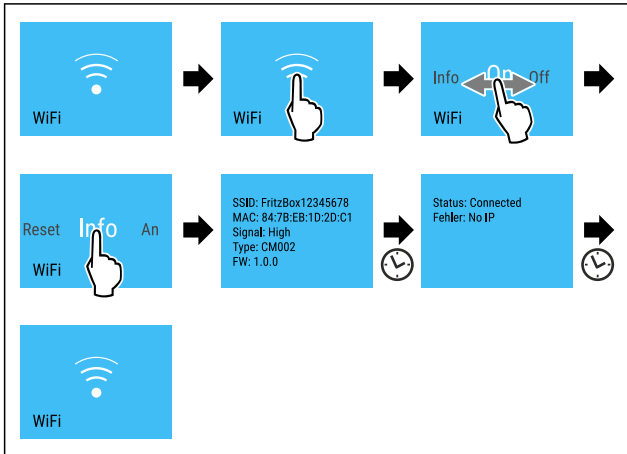 WiFi
WiFi
Info On Off
WiFi
Reset Info An
WiFi
SSID: FritzBox12345678
MAC: 84:7B:EB:1D:2D:C1
Signal: High
Type: CM002
FW: 1.0.0
Status: Connected
Fehler: No IP
WiFi